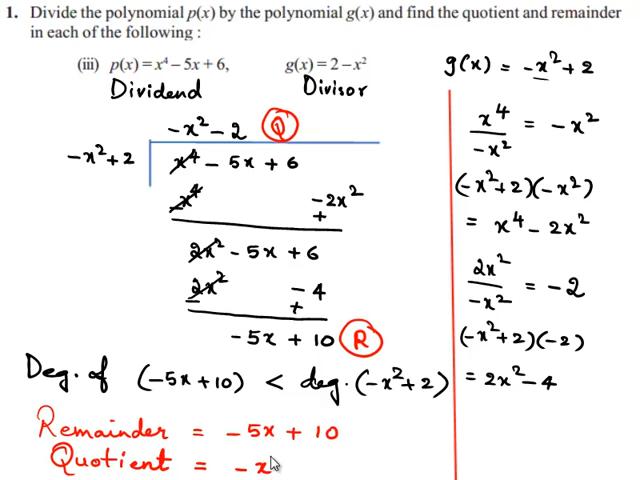 1. Divide the polynomial p(x) by the polynomial g(x) and find the quotient and remainder
in each of the following :
(iii) p(x) = x⁴ – 5x + 6, g(x) = 2 – x²
Dividend Divisor
-x² - 2 Q
-x² + 2 x⁴ - 5x + 6
-x⁴ -2x²
+
2x² - 5x + 6
2x² - 4
- +
-5x + 10 R
Deg. of (-5x + 10) < deg. (-x² + 2)
Remainder = -5x + 10
Quotient = -x
g(x) = -x² + 2
x⁴/-x² = -x²
(-x² + 2)(-x²)
= x⁴ - 2x²
2x²/-x² = -2
(-x² + 2)(-2)
= 2x² - 4